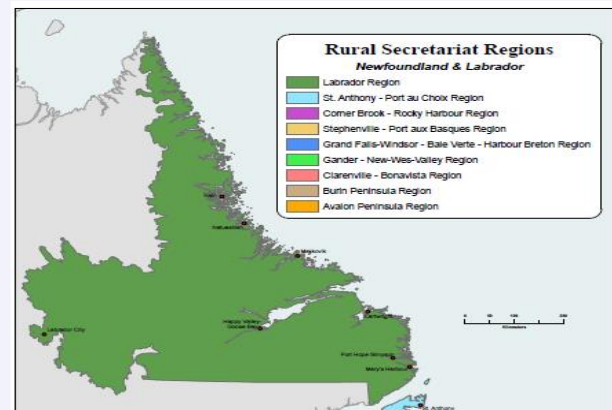 Rural Secretariat Regions
Newfoundland & Labrador
Labrador Region
St. Anthony - Port au Choix Region
Corner Brook - Rocky Harbour Region
Stephenville - Port aux Basques Region
Grand Falls-Windsor - Baie Verte - Harbour Breton Region
Gander - New-Wes-Valley Region
Clarenville - Bonavista Region
Burin Peninsula Region
Avalon Peninsula Region
Nain
Natuashish
Makkovik
Cartwright
Happy Valley-
Goose Bay
Labrador City
Port Hope Simpson
Mary's Harbour
St. Anthony
Kilometers